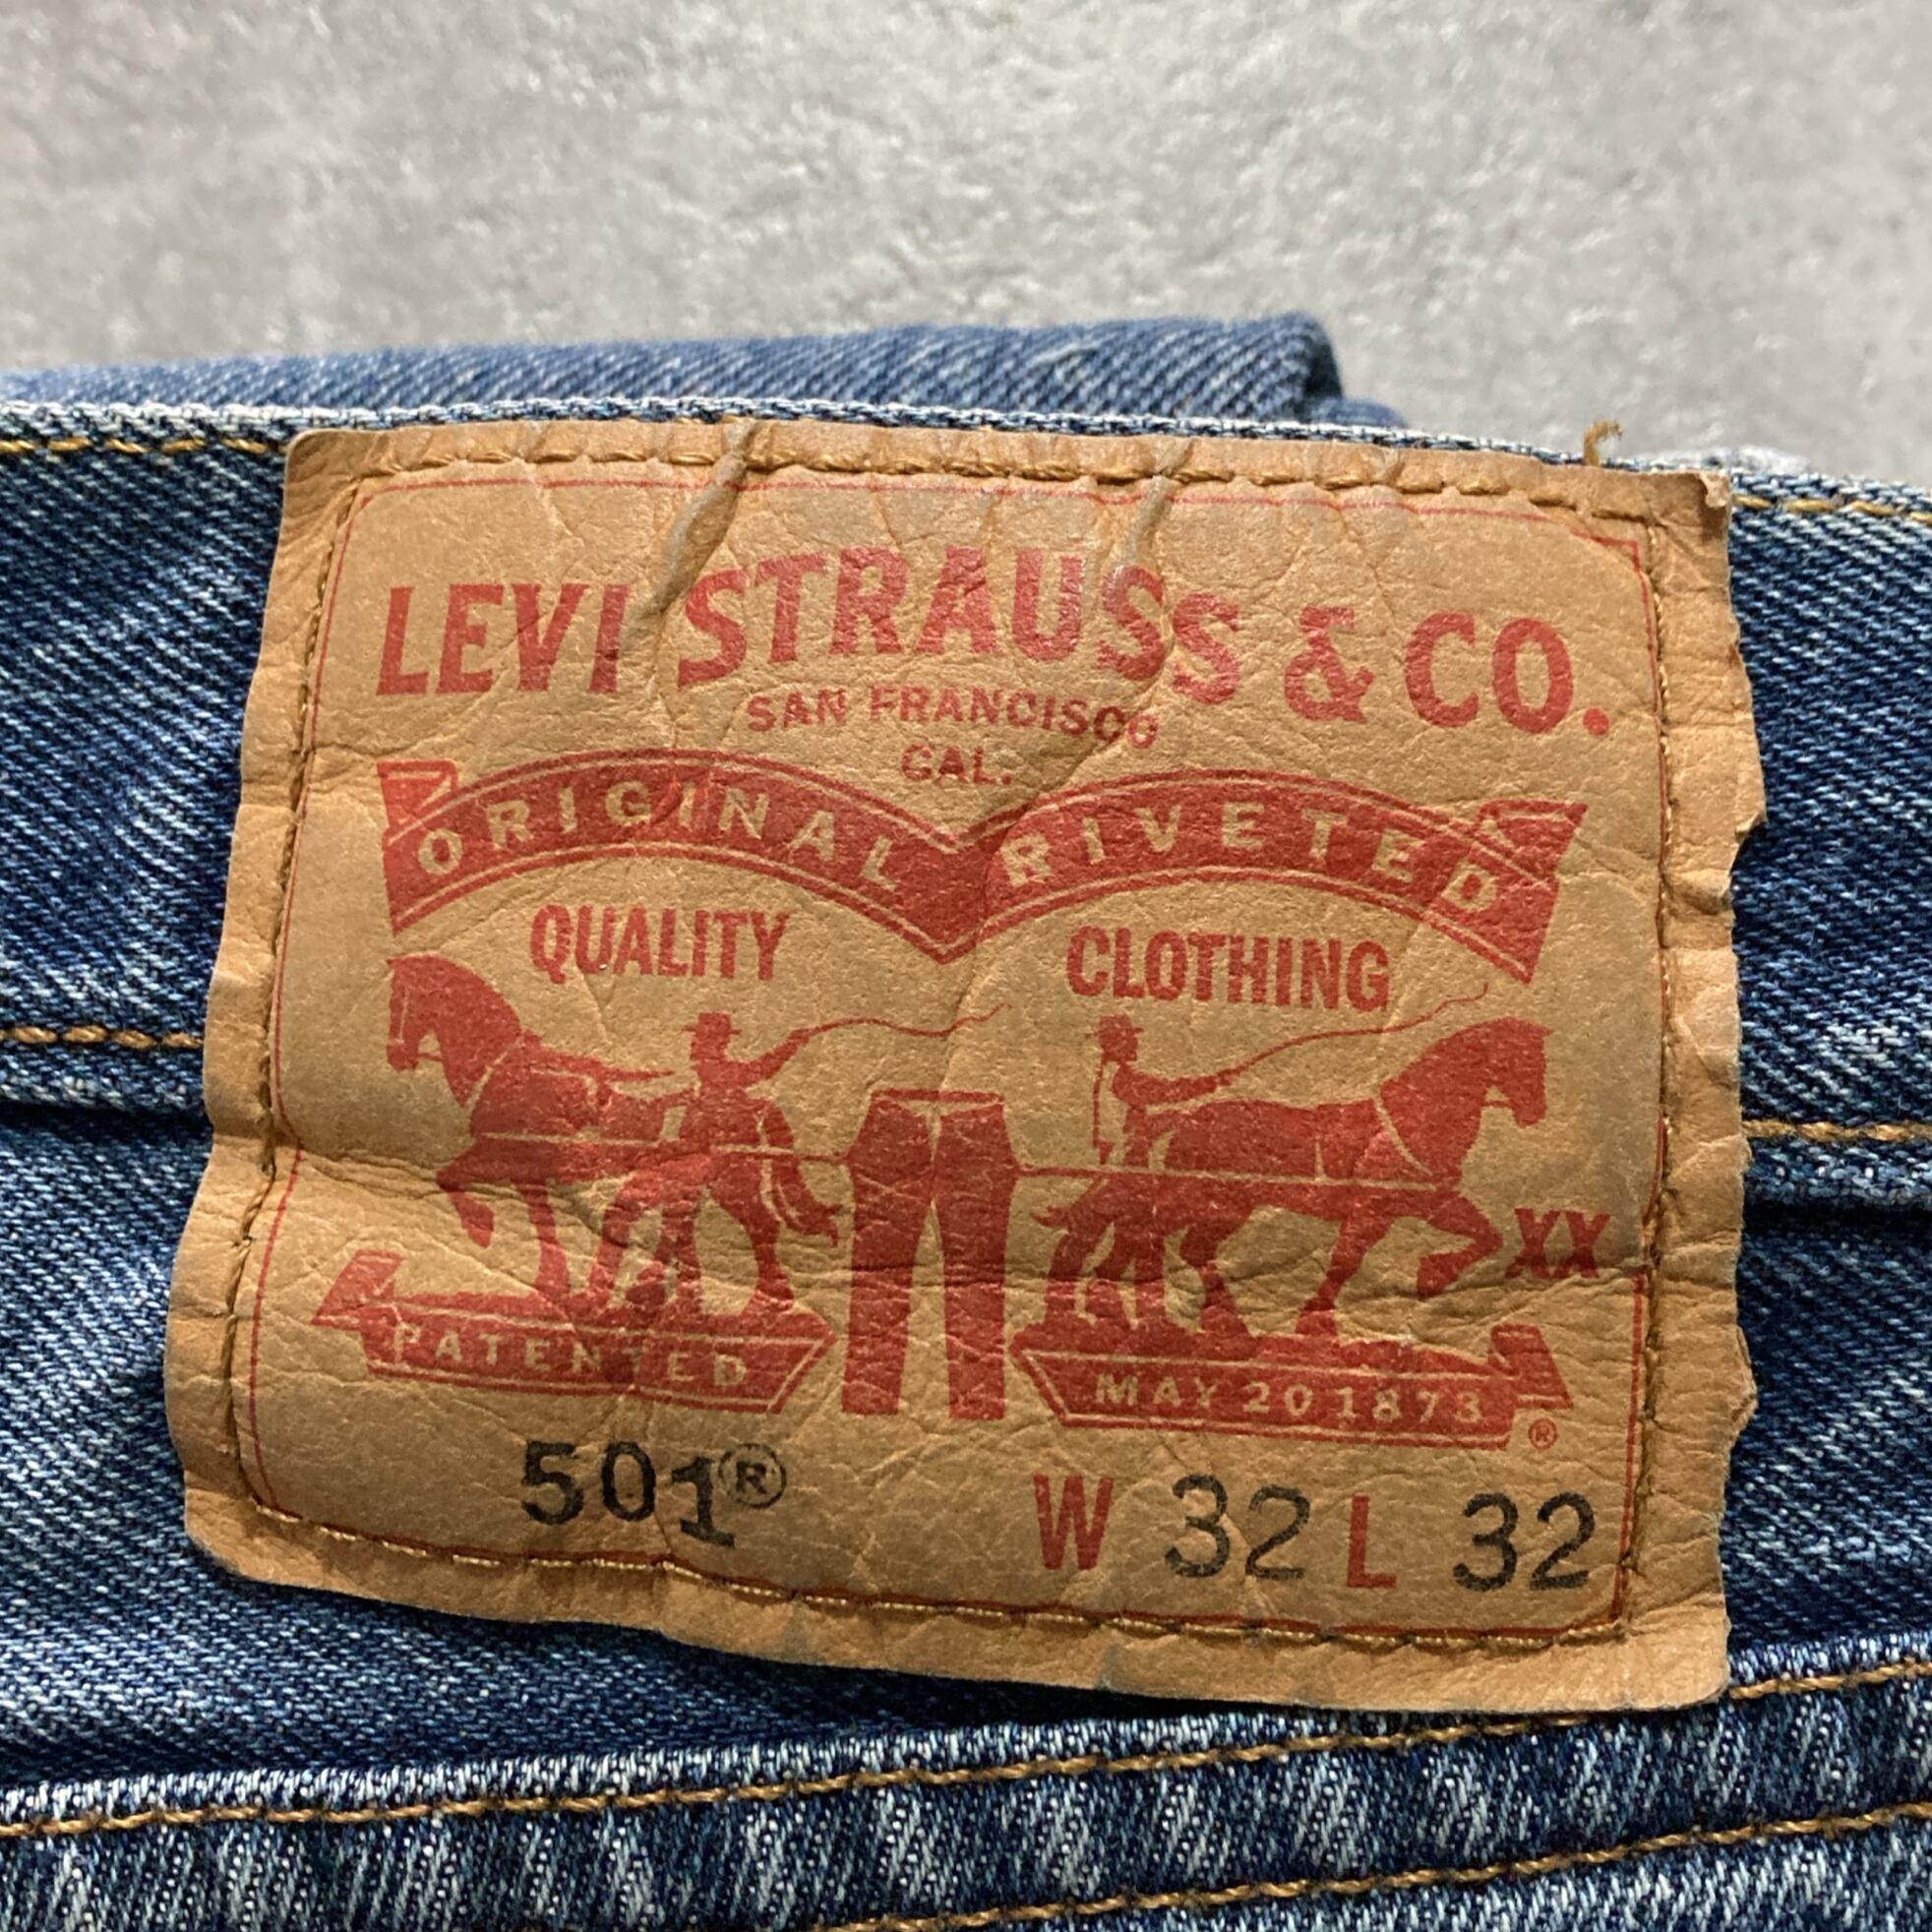 LEVI STRAUSS & CO.
SAN FRANCISCO
CAL.
ORIGINAL RIVETED
QUALITY CLOTHING
XX
PATENTED MAY 20 1873 ®
501® W 32 L 32